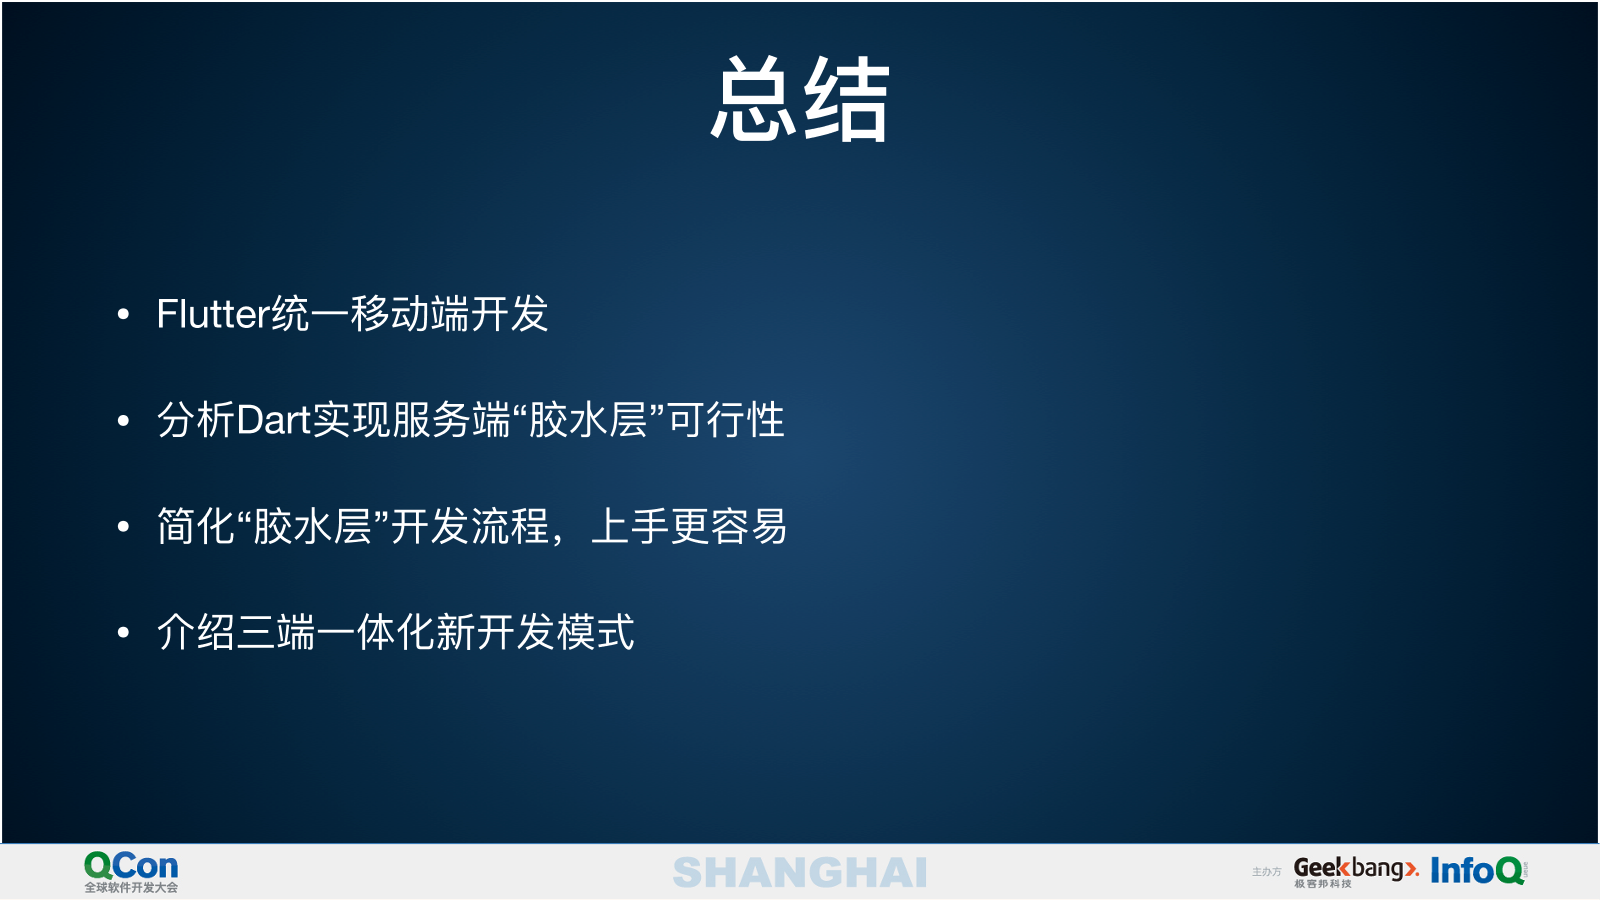 总结
• Flutter统一移动端开发
• 分析Dart实现服务端“胶水层”可行性
• 简化“胶水层”开发流程，上手更容易
• 介绍三端一体化新开发模式
QCon
全球软件开发大会
SHANGHAI
主办方
Geekbang>.
极客邦科技
InfoQ